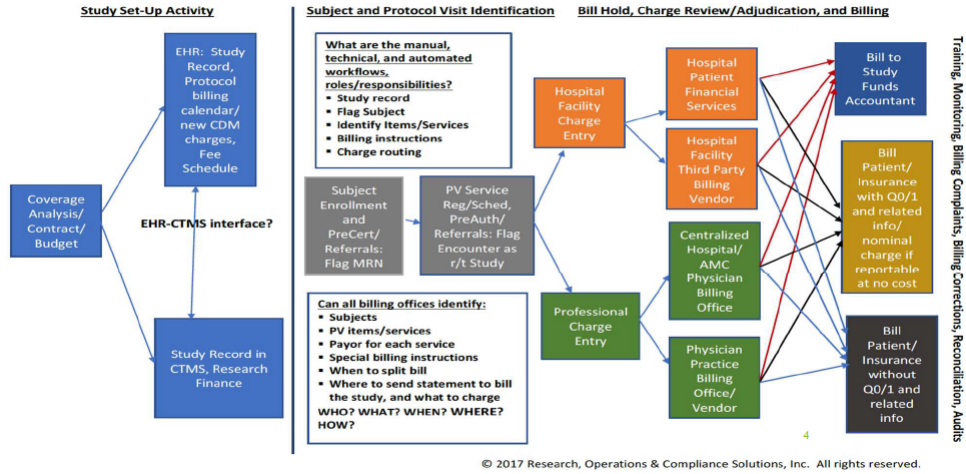 Study Set-Up Activity
Subject and Protocol Visit Identification
Bill Hold, Charge Review/Adjudication, and Billing
EHR: Study
Record,
Protocol
billing
calendar/
new CDM
charges,
Fee
Schedule
Coverage
Analysis/
Contract/
Budget
EHR-CTMS interface?
Study Record in
CTMS, Research
Finance
What are the manual,
technical, and automated
workflows,
roles/responsibilities?
▪ Study record
▪ Flag Subject
▪ Identify Items/Services
▪ Billing instructions
▪ Charge routing
Subject
Enrollment
and
PreCert/
Referrals:
Flag MRN
PV Service
Reg/Sched,
PreAuth/
Referrals: Flag
Encounter as
r/t Study
Can all billing offices identify:
▪ Subjects
▪ PV items/services
▪ Payor for each service
▪ Special billing instructions
▪ When to split bill
▪ Where to send statement to bill
the study, and what to charge
WHO? WHAT? WHEN? WHERE?
HOW?
Hospital
Facility
Charge
Entry
Professional
Charge
Entry
Hospital
Patient
Financial
Services
Hospital
Facility
Third Party
Billing
Vendor
Centralized
Hospital/
AMC
Physician
Billing
Office
Physician
Practice
Billing
Office/
Vendor
Bill to
Study
Funds
Accountant
Bill
Patient/
Insurance
with Q0/1
and related
info/
nominal
charge if
reportable
at no cost
Bill
Patient/
Insurance
without
Q0/1 and
related
info
Training, Monitoring, Billing Complaints, Billing Corrections, Reconciliation, Audits
4
© 2017 Research, Operations & Compliance Solutions, Inc. All rights reserved.